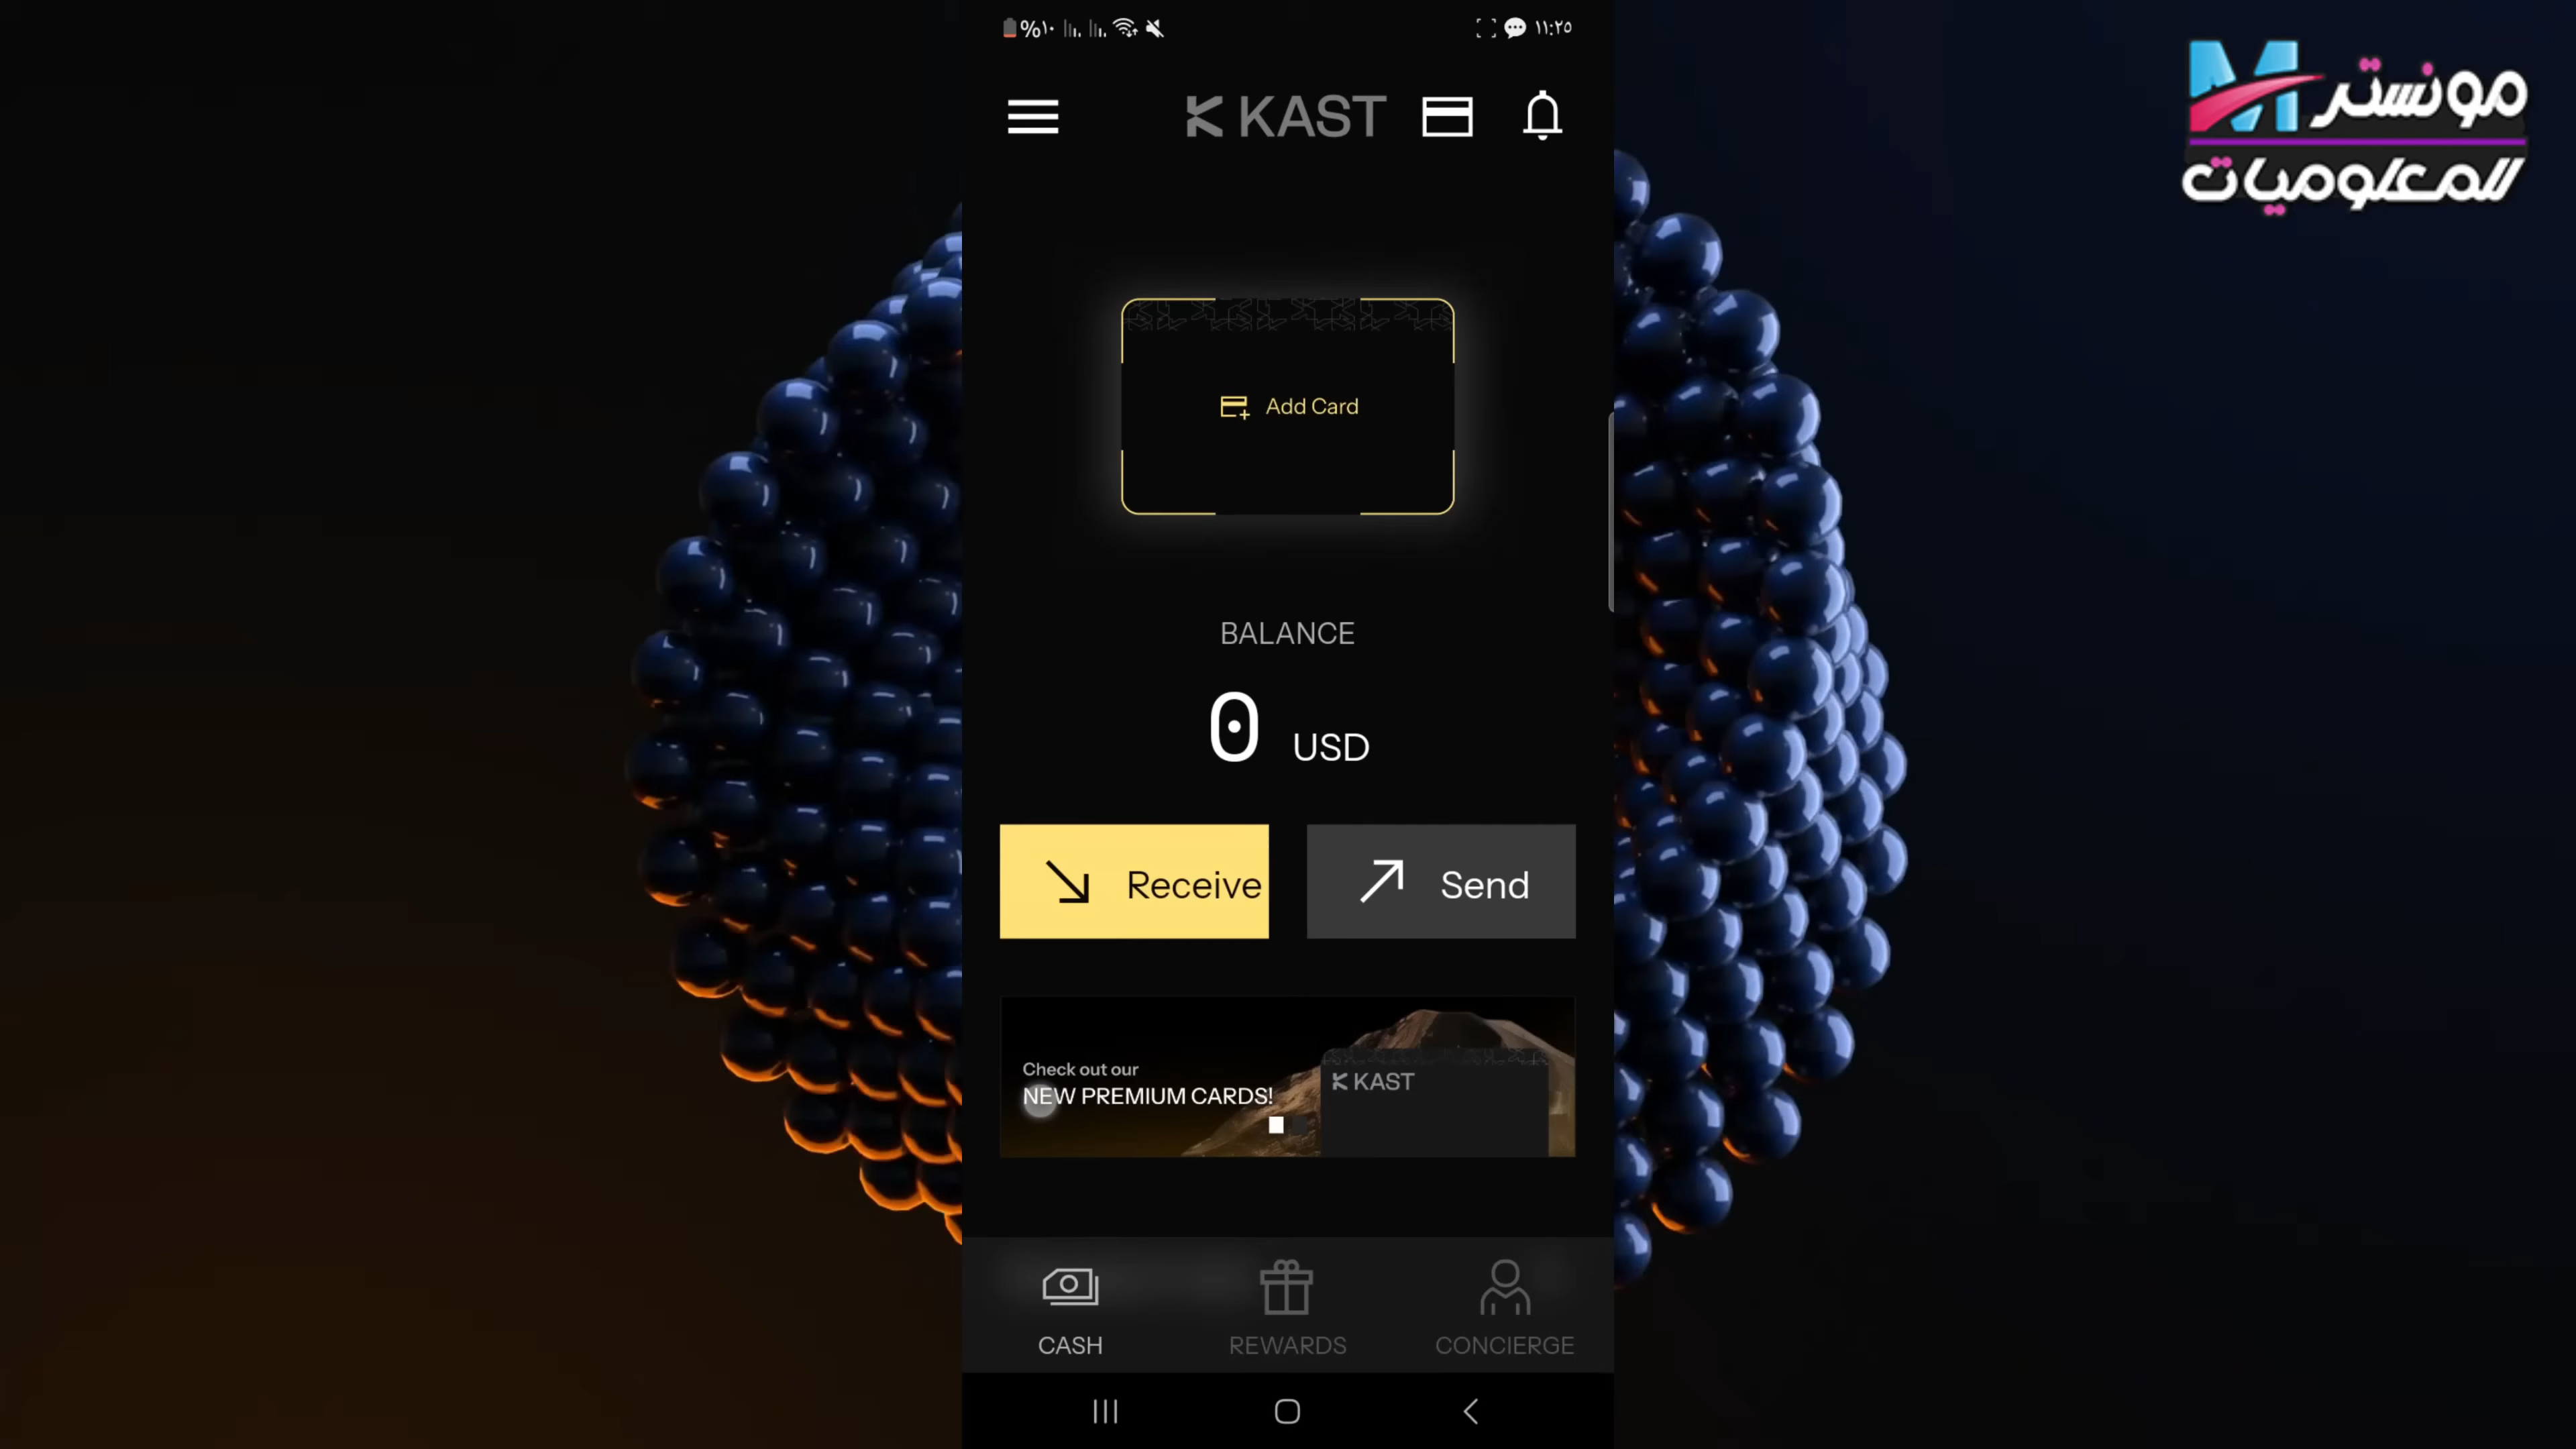 %١٠
١١:٢٥
مونستر
للمعلوميات
KAST
Add Card
BALANCE
0 USD
Receive
Send
Check out our
NEW PREMIUM CARDS!
KAST
CASH
REWARDS
CONCIERGE